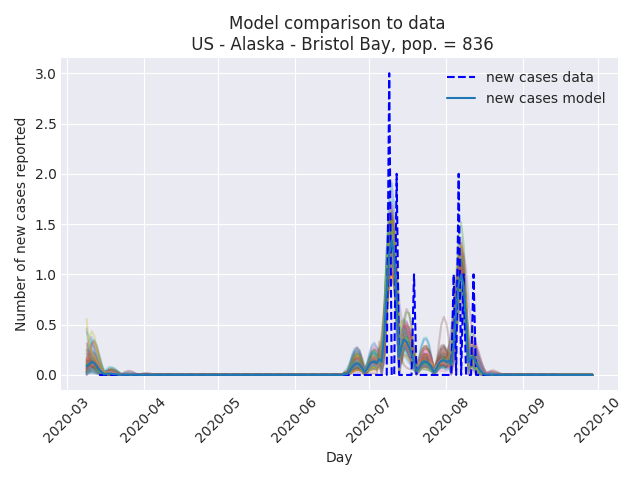 Model comparison to data
US - Alaska - Bristol Bay, pop. = 836
new cases data
new cases model
Number of new cases reported
3.0
2.5
2.0
1.5
1.0
0.5
0.0
2020-03
2020-04
2020-05
2020-06
2020-07
2020-08
2020-09
2020-10
Day